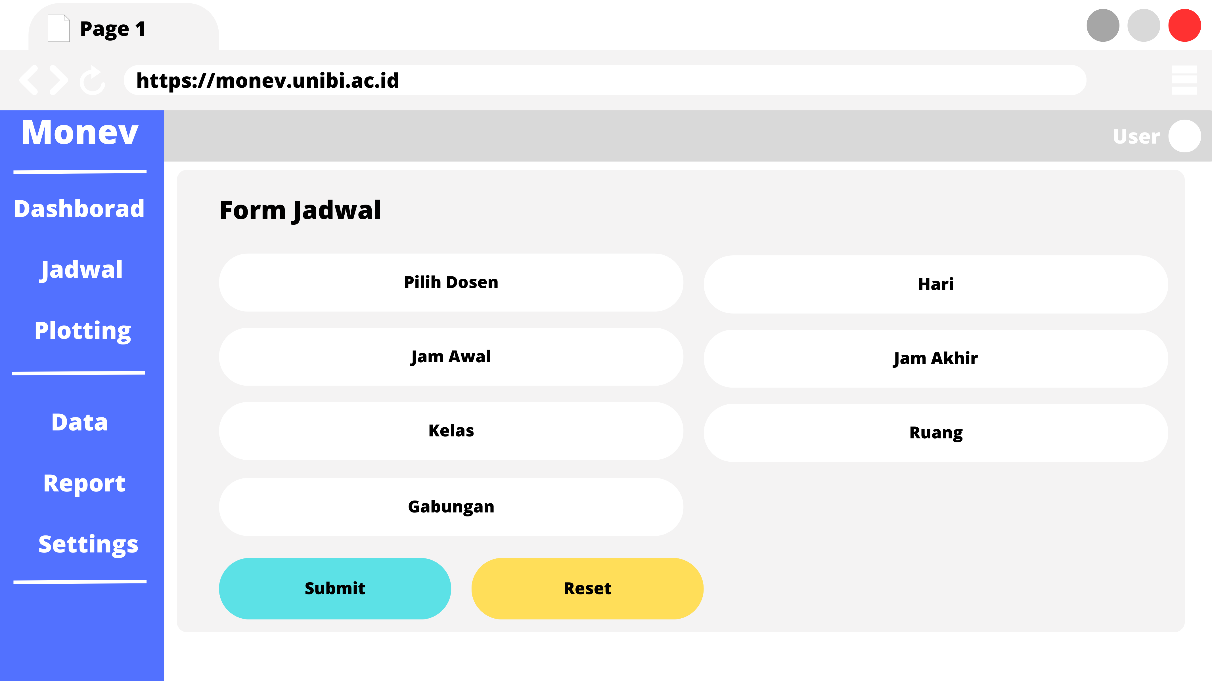 Page 1
https://monev.unibi.ac.id
Monev
User
Dashborad
Jadwal
Plotting
Data
Report
Settings
Form Jadwal
Pilih Dosen
Hari
Jam Awal
Jam Akhir
Kelas
Ruang
Gabungan
Submit
Reset